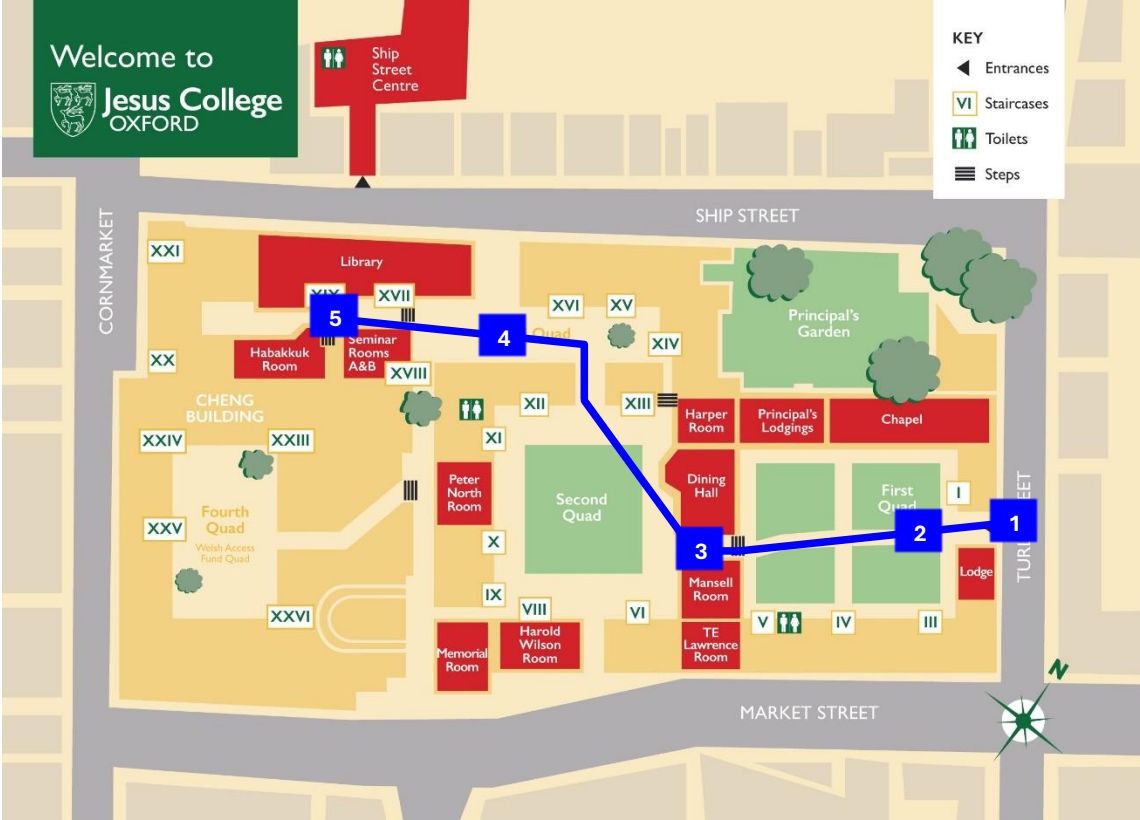 Welcome to
Jesus College
OXFORD
Ship
Street
Centre
KEY
Entrances
VI Staircases
Toilets
Steps
SHIP STREET
CORNMARKET
XXI
Library
XVII
XVI
XV
Principal's
Garden
5
4
Quad
XIV
Habakkuk
Room
Seminar
Rooms
A&B
XX
XVIII
CHENG
BUILDING
XII
XIII
Harper
Room
Principal's
Lodgings
Chapel
XXIV
XXIII
XI
Peter
North
Room
Second
Quad
Dining
Hall
First
Quad
I
Fourth
Quad
Welsh Access
Fund Quad
XXV
X
3
2
1
Mansell
Room
Lodge
IX
VIII
VI
V
IV
III
XXVI
Memorial
Room
Harold
Wilson
Room
TE
Lawrence
Room
MARKET STREET
N